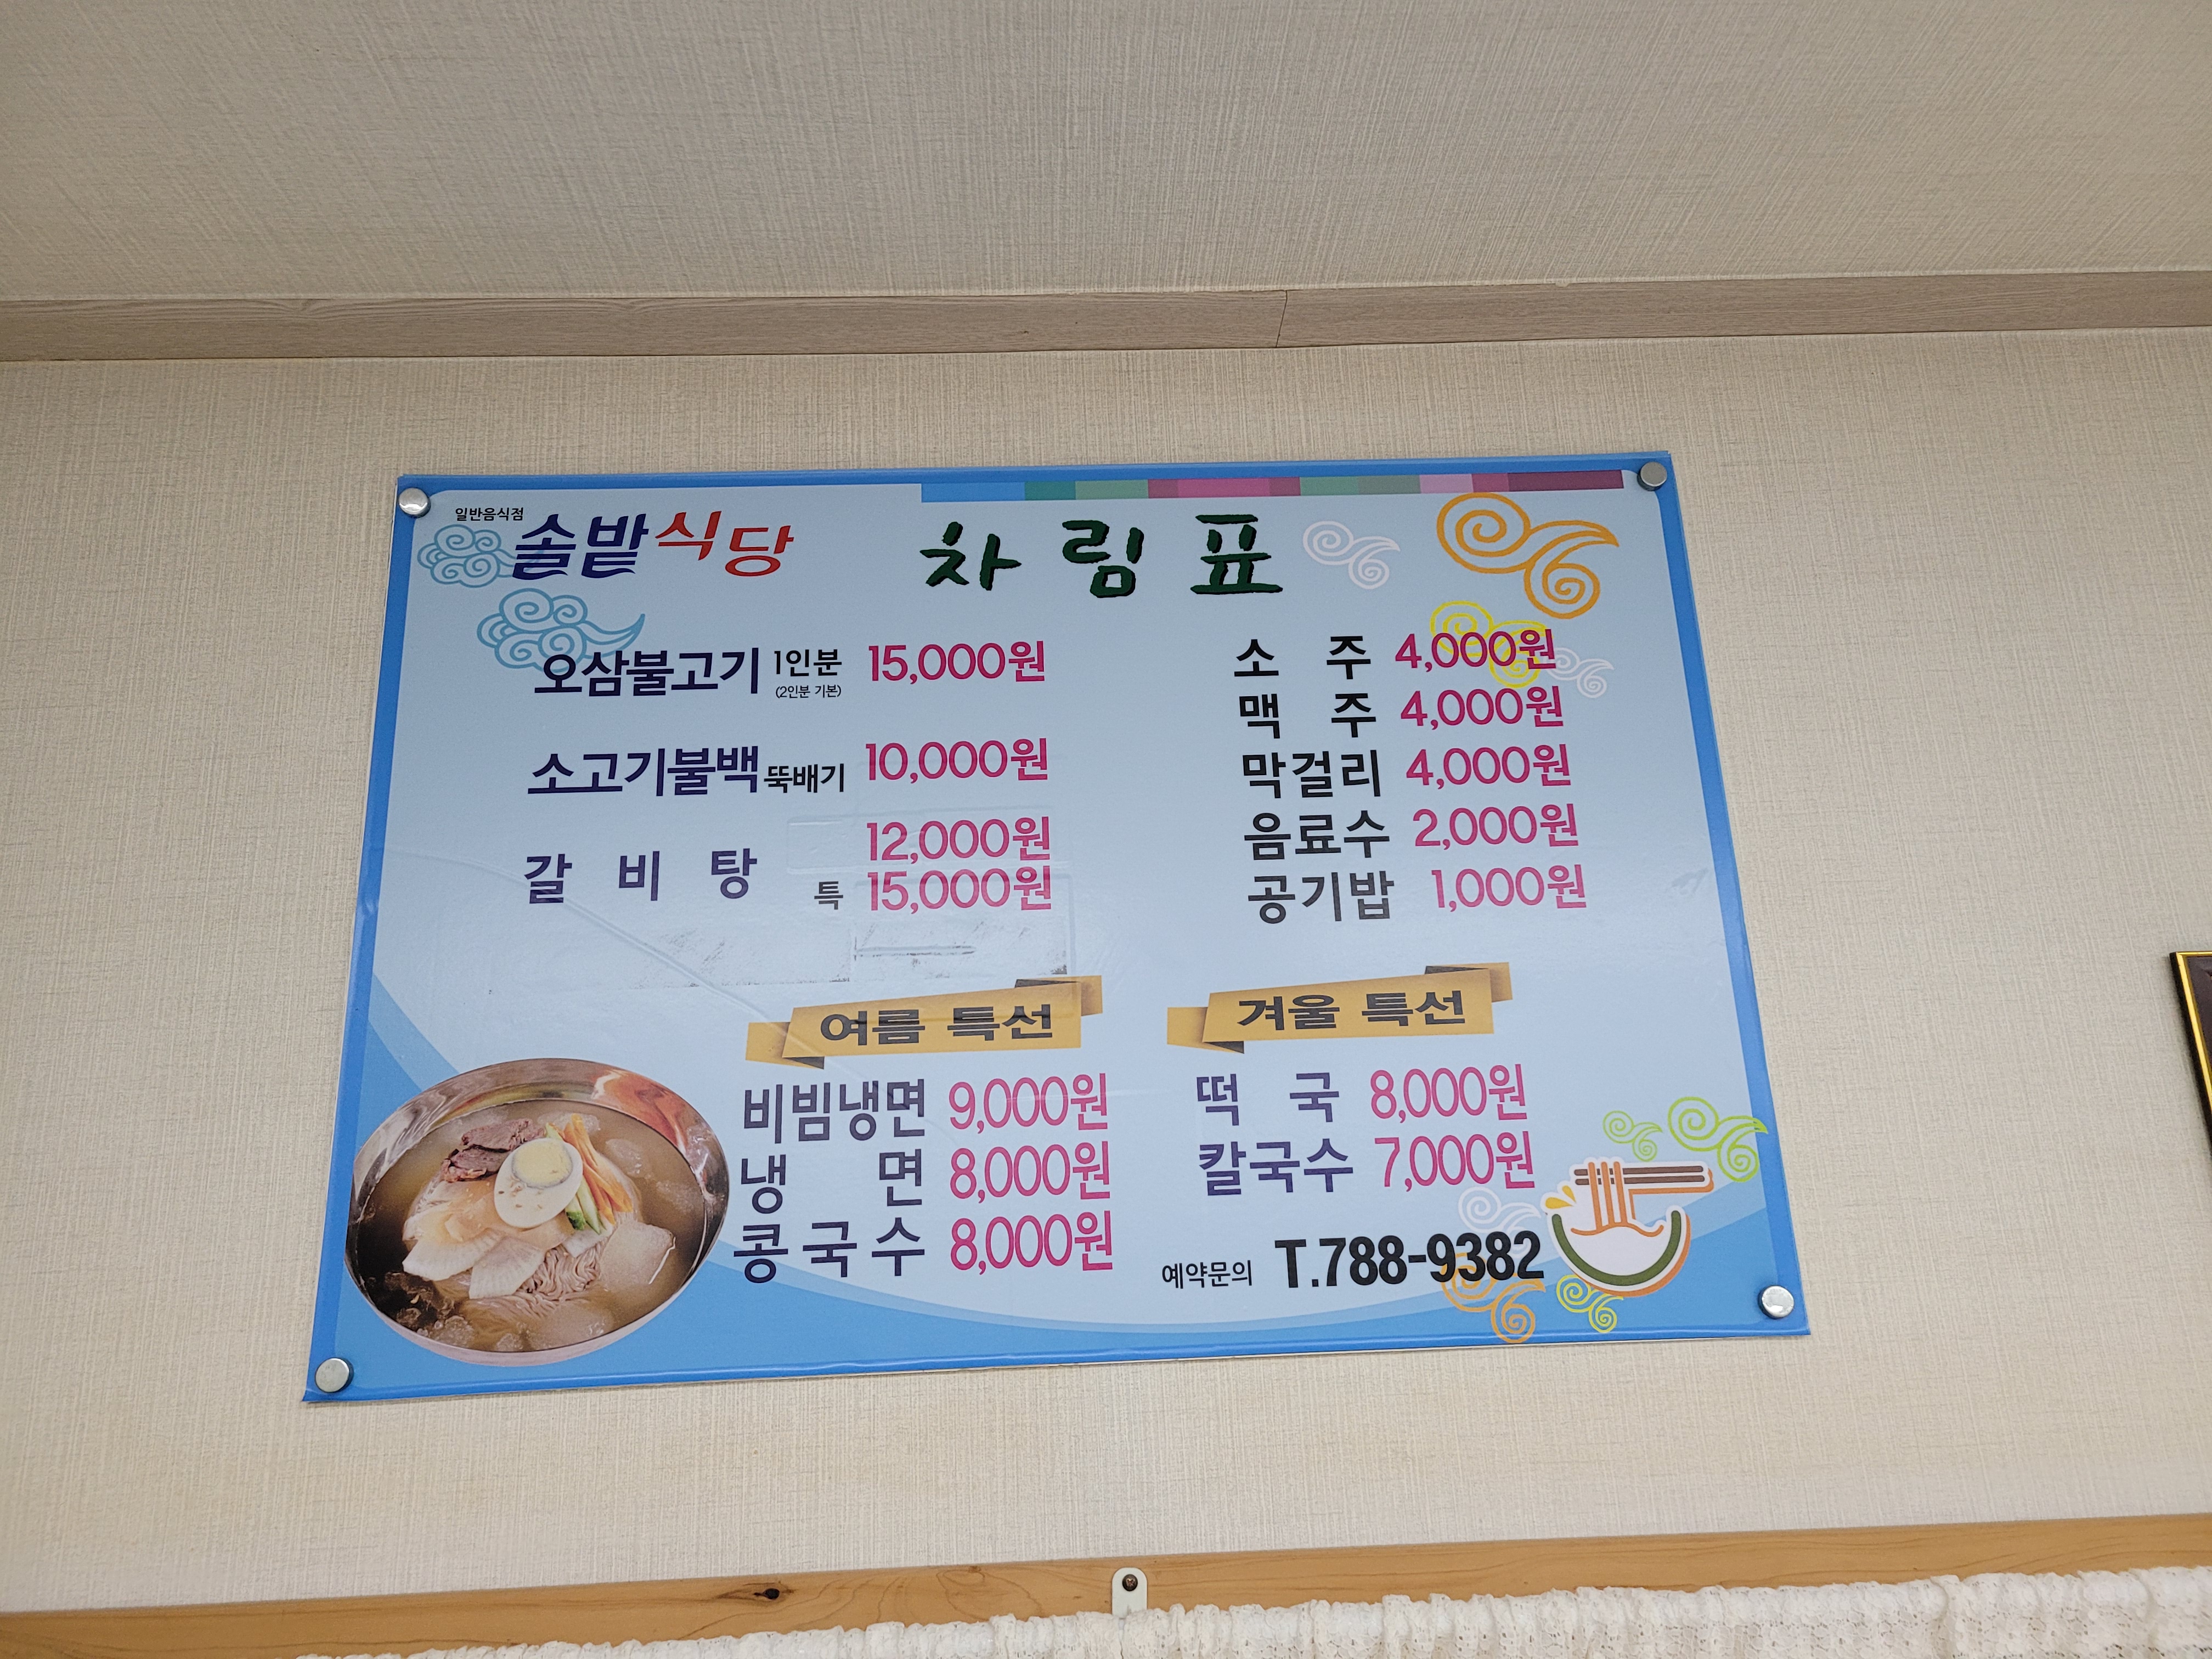 일반음식점
솔밭식당
차림표
오삼불고기 1인분 15,000원
(2인분 기본)
소고기불백 뚝배기 10,000원
갈비탕 12,000원
특 15,000원
소주 4,000원
맥주 4,000원
막걸리 4,000원
음료수 2,000원
공기밥 1,000원
여름 특선
비빔냉면 9,000원
냉면 8,000원
콩국수 8,000원
겨울 특선
떡국 8,000원
칼국수 7,000원
예약문의 T.788-9382